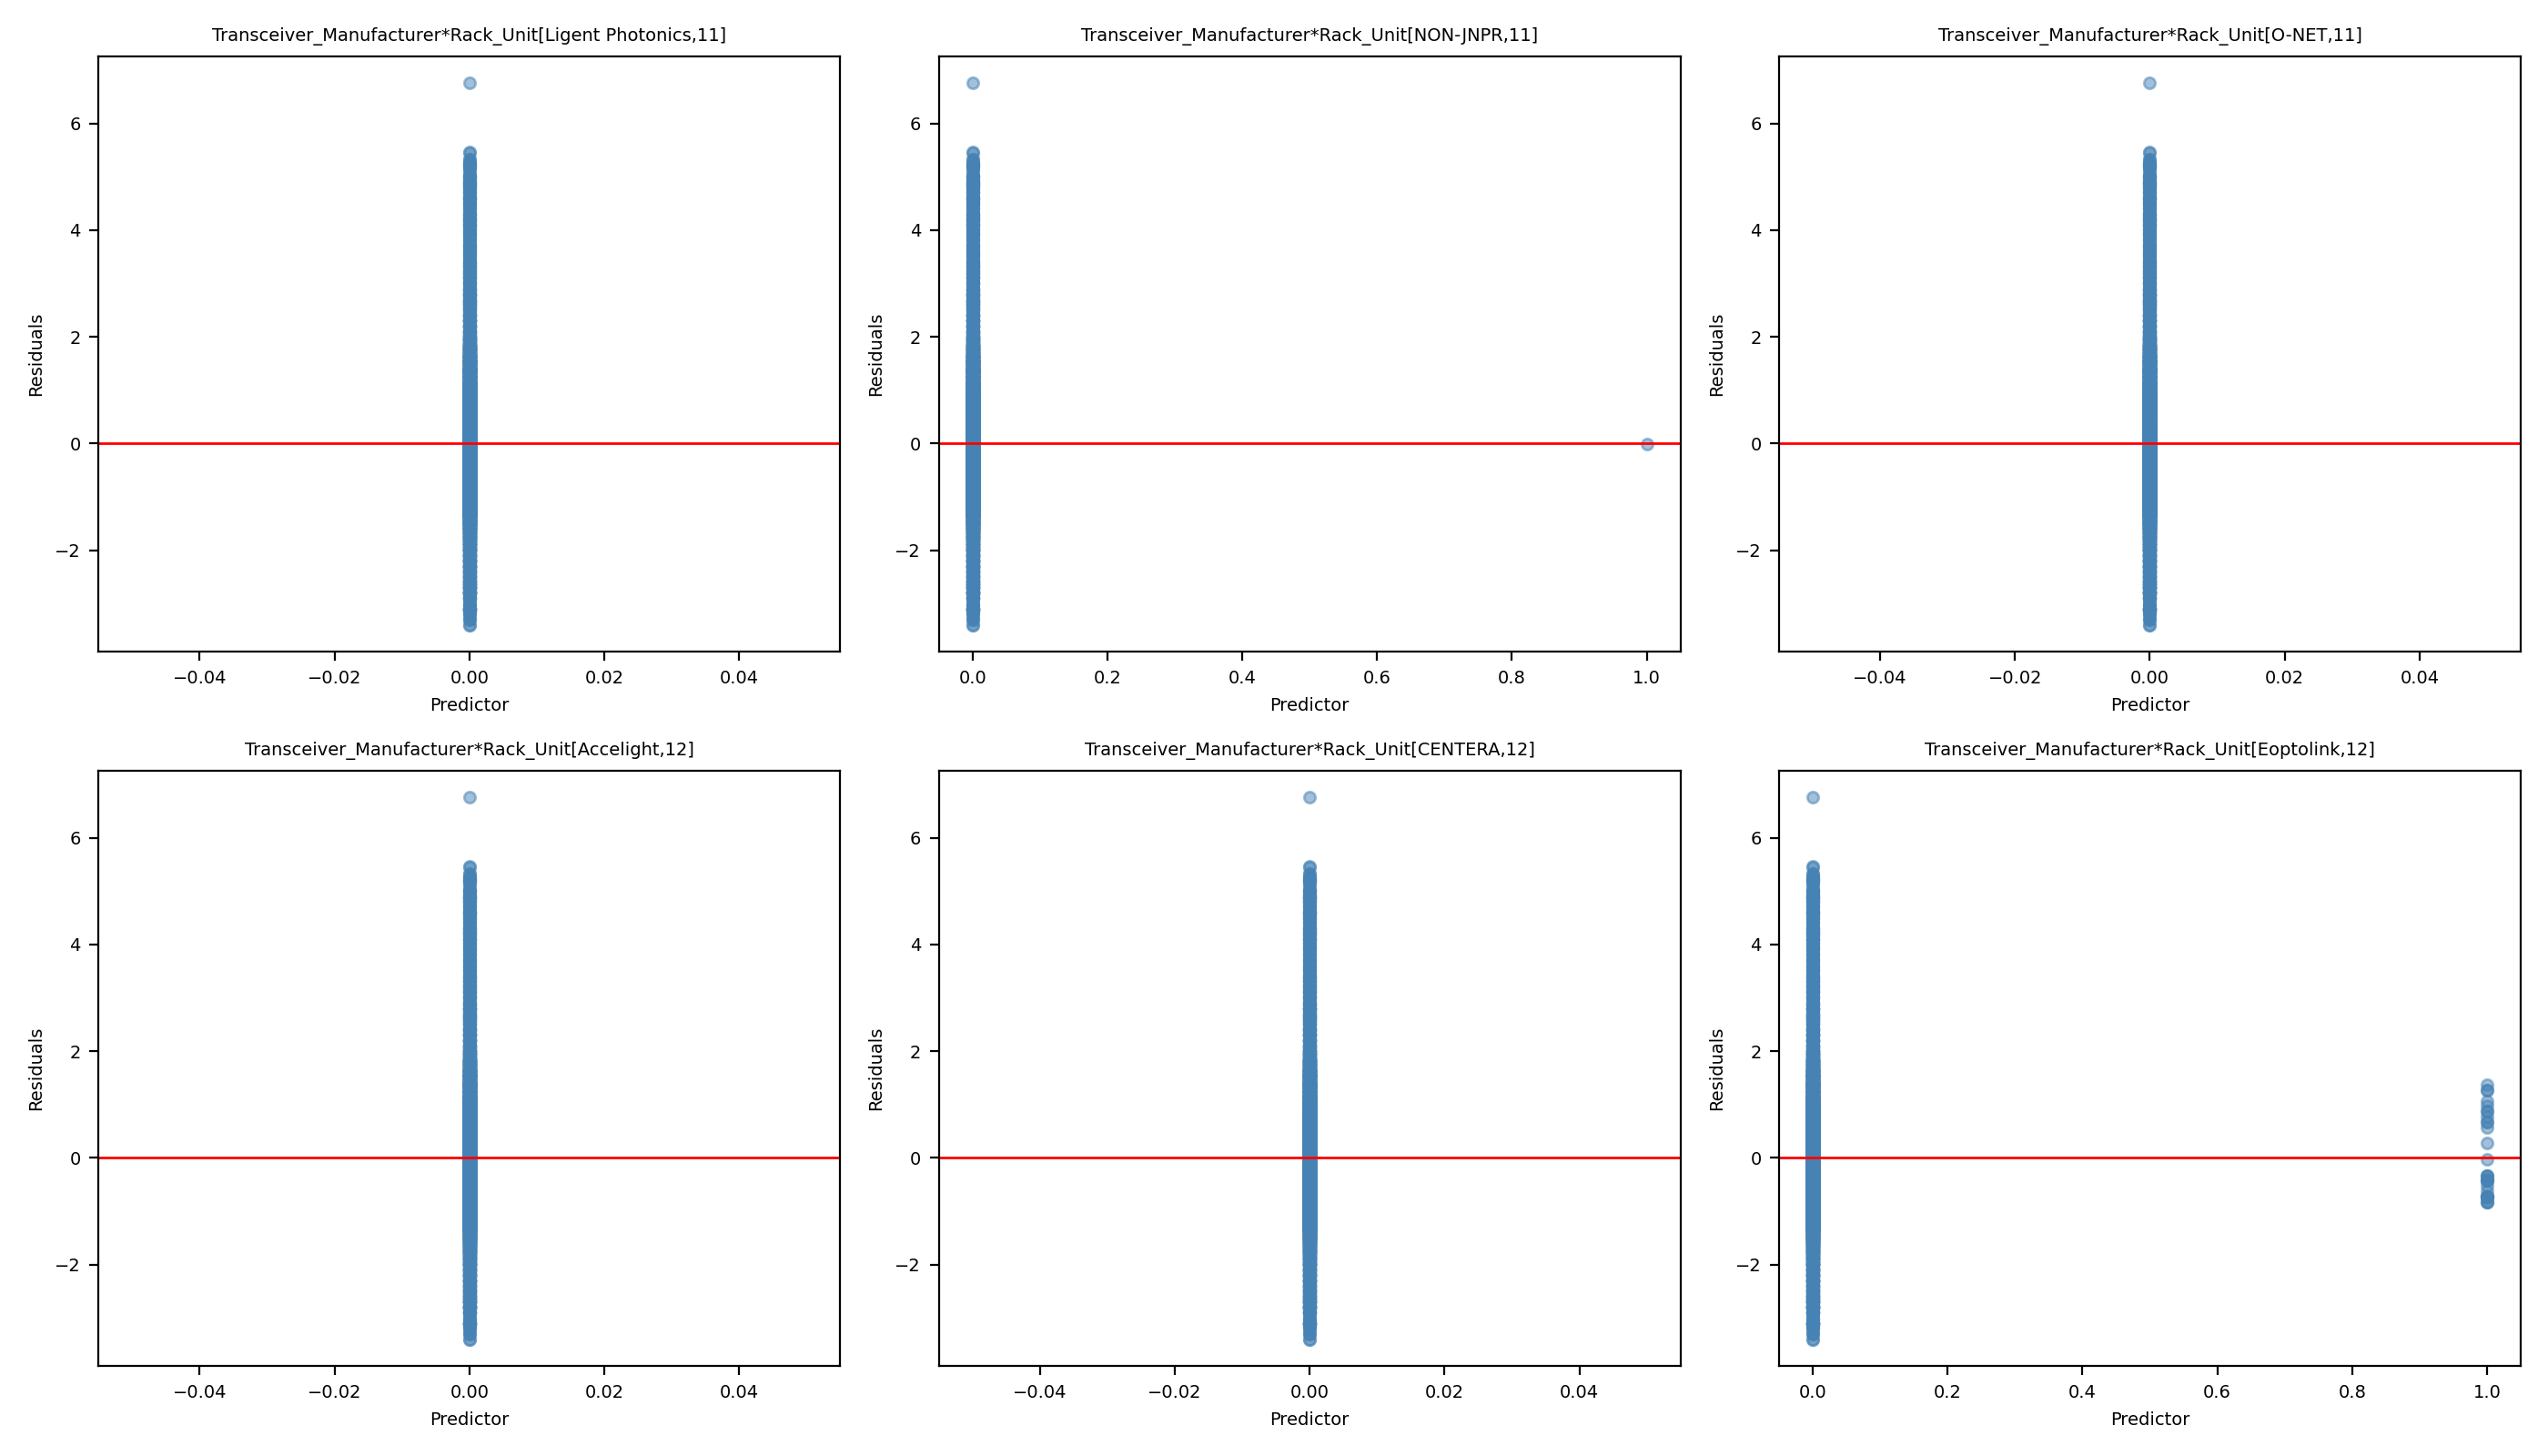 Transceiver_Manufacturer*Rack_Unit[Ligent Photonics,11]
Residuals
6
4
2
0
−2
−0.04 −0.02 0.00 0.02 0.04
Predictor
Transceiver_Manufacturer*Rack_Unit[NON-JNPR,11]
Residuals
6
4
2
0
−2
0.0 0.2 0.4 0.6 0.8 1.0
Predictor
Transceiver_Manufacturer*Rack_Unit[O-NET,11]
Residuals
6
4
2
0
−2
−0.04 −0.02 0.00 0.02 0.04
Predictor
Transceiver_Manufacturer*Rack_Unit[Accelight,12]
Residuals
6
4
2
0
−2
−0.04 −0.02 0.00 0.02 0.04
Predictor
Transceiver_Manufacturer*Rack_Unit[CENTERA,12]
Residuals
6
4
2
0
−2
−0.04 −0.02 0.00 0.02 0.04
Predictor
Transceiver_Manufacturer*Rack_Unit[Eoptolink,12]
Residuals
6
4
2
0
−2
0.0 0.2 0.4 0.6 0.8 1.0
Predictor